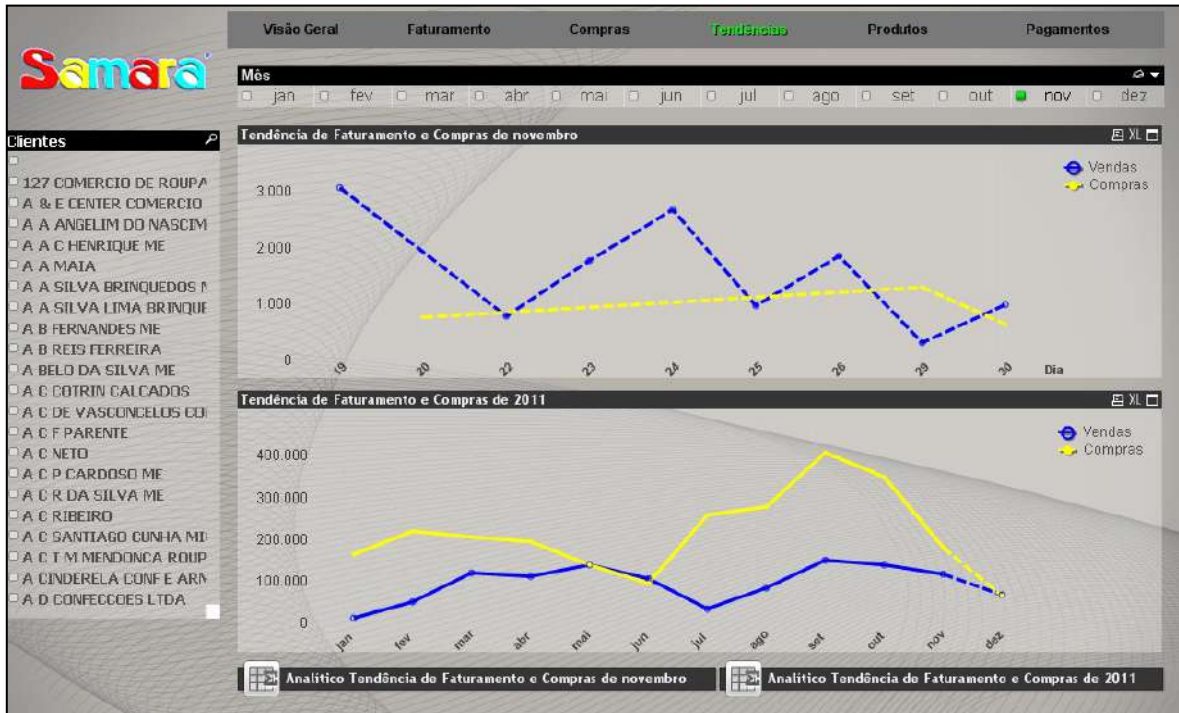 Visão Geral Faturamento Compras Tendências Produtos Pagamentos
Samara
Mês
jan fev mar abr mai jun jul ago set out nov dez
Clientes
127 COMERCIO DE ROUPA
A & E CENTER COMERCIO
A A ANGELIM DO NASCIM
A A C HENRIQUE ME
A A MAIA
A A SILVA BRINQUEDOS M
A A SILVA LIMA BRINQUE
A B FERNANDES ME
A B REIS FERREIRA
A BELO DA SILVA ME
A C COTRIN CALCADOS
A C DE VASCONCELOS CO
A C F PARENTE
A C NETO
A C P CARDOSO ME
A C R DA SILVA ME
A C RIBEIRO
A C SANTIAGO CUNHA MI
A C T M MENDONCA ROUP
A CINDERELA CONF E ARM
A D CONFECCOES LTDA
Tendência de Faturamento e Compras de novembro XL
Vendas
Compras
3.000
2.000
1.000
0
19 20 22 23 24 25 26 29 30 Dia
Tendência de Faturamento e Compras de 2011 XL
Vendas
Compras
400.000
300.000
200.000
100.000
0
jan fev mar abr mai jun jul ago set out nov dez
Analítico Tendência de Faturamento e Compras de novembro
Analítico Tendência de Faturamento e Compras de 2011